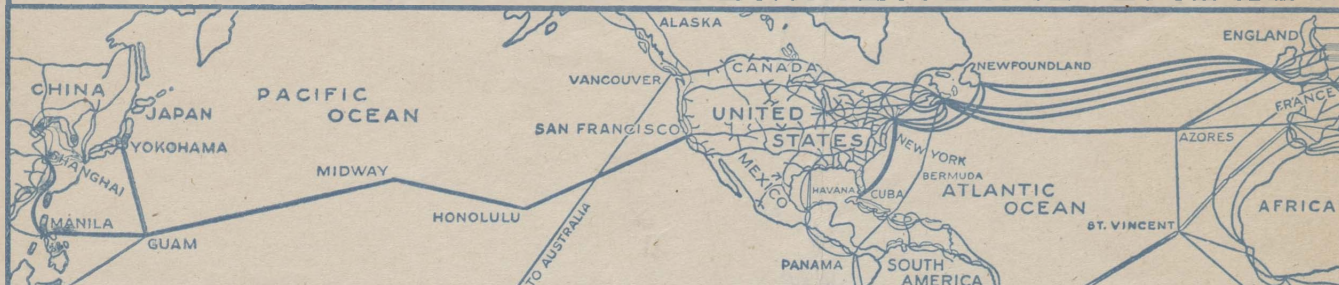 ALASKA
ENGLAND
CANADA
NEWFOUNDLAND
VANCOUVER
CHINA
PACIFIC
OCEAN
FRANCE
JAPAN
UNITED
STATES
SAN FRANCISCO
AZORES
YOKOHAMA
SHANGHAI
NEW YORK
MIDWAY
MEXICO
BERMUDA
HAVANA
CUBA
ATLANTIC
OCEAN
AFRICA
HONOLULU
MANILA
GUAM
ST. VINCENT
TO AUSTRALIA
PANAMA
SOUTH
AMERICA